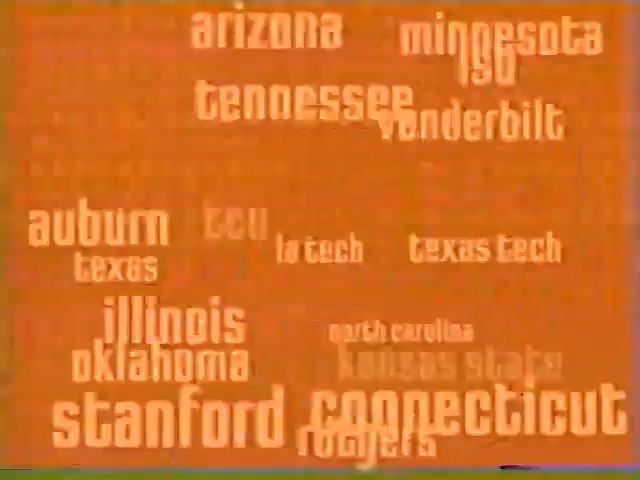 arizona
minnesota
lsu
tennessee
vanderbilt
auburn
tcu
la tech
texas tech
texas
illinois
north carolina
oklahoma
kansas state
stanford
connecticut
rutgers